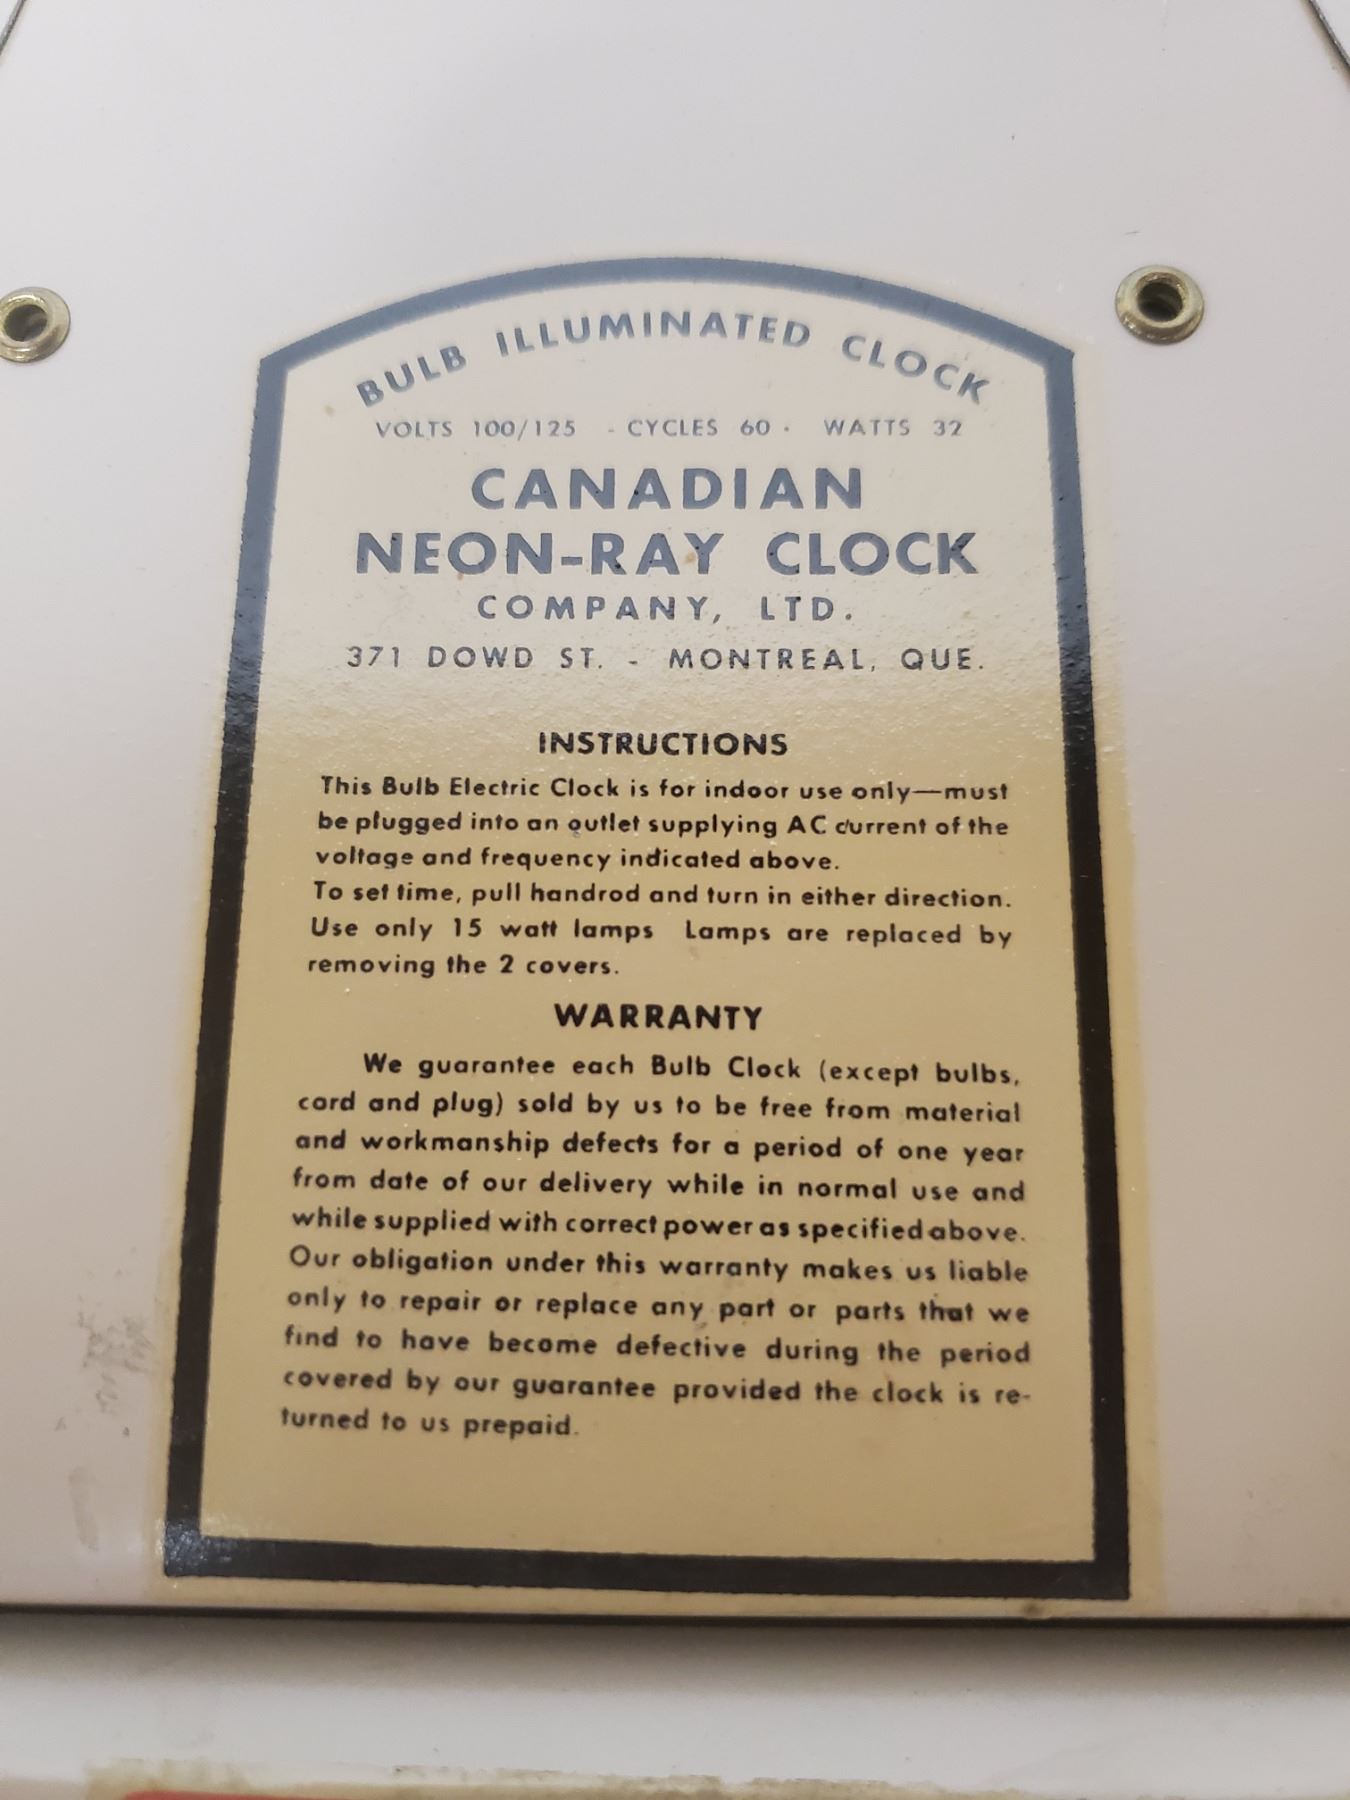 BULB ILLUMINATED CLOCK
VOLTS 100/125 - CYCLES 60 · WATTS 32
CANADIAN
NEON-RAY CLOCK
COMPANY, LTD.
371 DOWD ST. - MONTREAL, QUE.
INSTRUCTIONS
This Bulb Electric Clock is for indoor use only—must
be plugged into an outlet supplying AC current of the
voltage and frequency indicated above.
To set time, pull handrod and turn in either direction.
Use only 15 watt lamps Lamps are replaced by
removing the 2 covers.
WARRANTY
We guarantee each Bulb Clock (except bulbs,
cord and plug) sold by us to be free from material
and workmanship defects for a period of one year
from date of our delivery while in normal use and
while supplied with correct power as specified above.
Our obligation under this warranty makes us liable
only to repair or replace any part or parts that we
find to have become defective during the period
covered by our guarantee provided the clock is re-
turned to us prepaid.